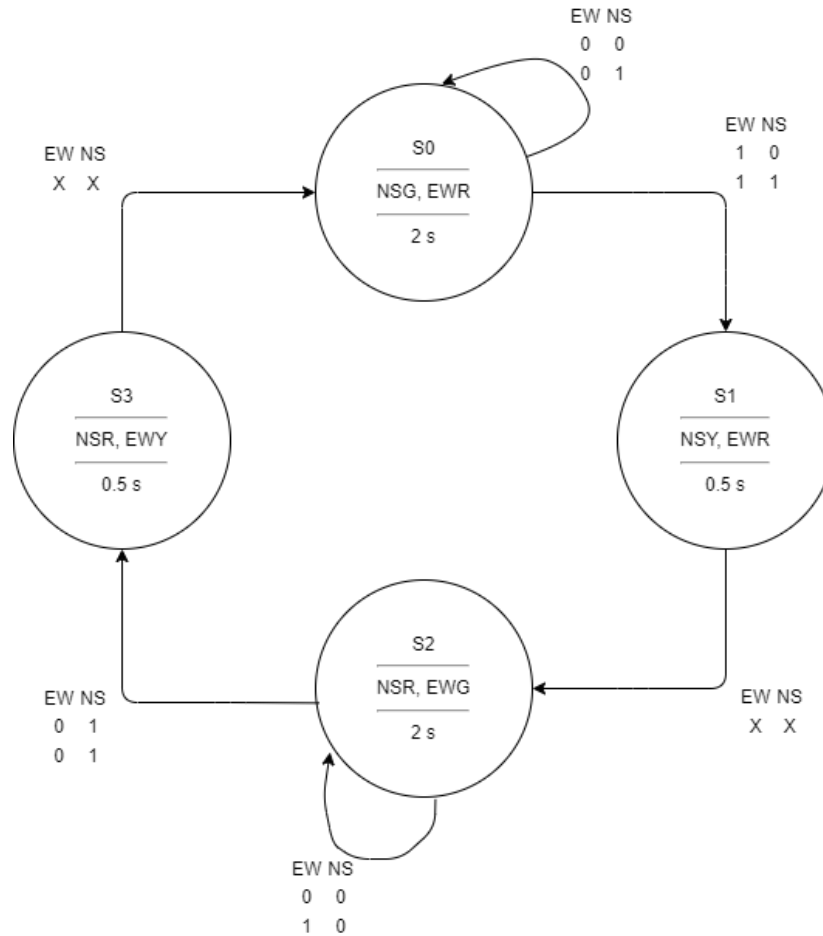 EW NS
0 0
0 1
EW NS
1 0
1 1
EW NS
X X
S0
NSG, EWR
2 s
S3
NSR, EWY
0.5 s
S1
NSY, EWR
0.5 s
S2
NSR, EWG
2 s
EW NS
0 1
0 1
EW NS
X X
EW NS
0 0
1 0